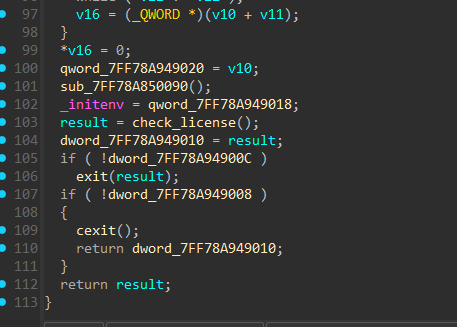 97 v16 = (_QWORD *)(v10 + v11);
98 }
99 *v16 = 0;
100 qword_7FF78A949020 = v10;
101 sub_7FF78A850090();
102 _initenv = qword_7FF78A949018;
103 result = check_license();
104 dword_7FF78A949010 = result;
105 if ( !dword_7FF78A94900C )
106 exit(result);
107 if ( !dword_7FF78A949008 )
108 {
109 cexit();
110 return dword_7FF78A949010;
111 }
112 return result;
113 }